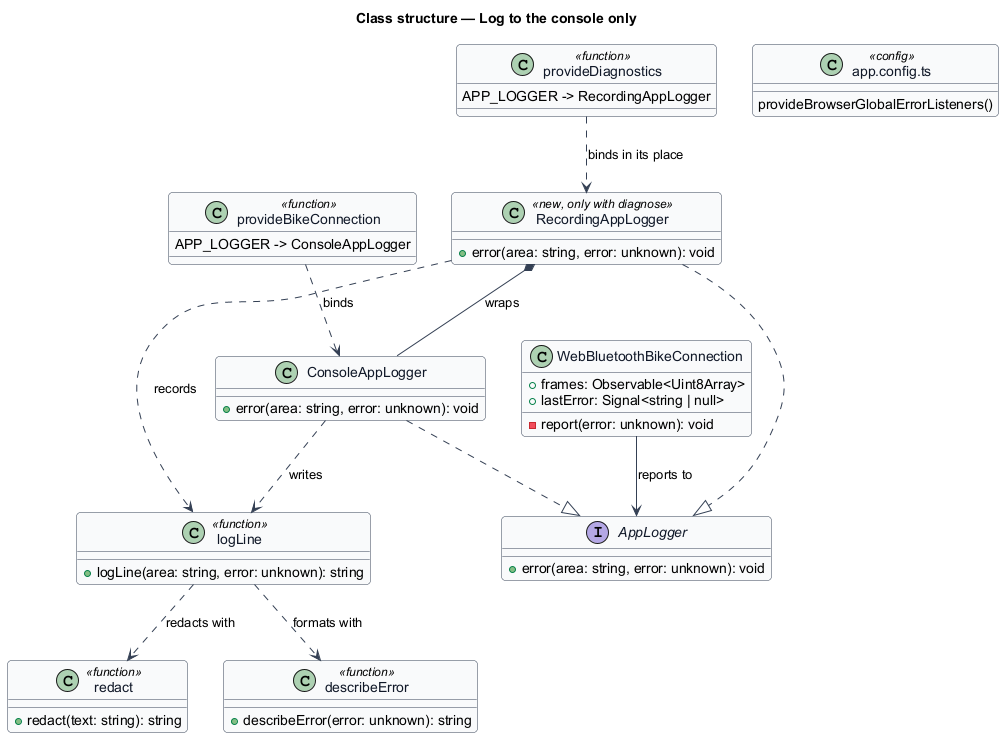 Class structure — Log to the console only
«function»
provideDiagnostics
APP_LOGGER -> RecordingAppLogger
«config»
app.config.ts
provideBrowserGlobalErrorListeners()
binds in its place
«function»
provideBikeConnection
APP_LOGGER -> ConsoleAppLogger
«new, only with diagnose»
RecordingAppLogger
error(area: string, error: unknown): void
binds
wraps
records
C ConsoleAppLogger
error(area: string, error: unknown): void
C WebBluetoothBikeConnection
frames: Observable<Uint8Array>
lastError: Signal<string | null>
report(error: unknown): void
writes
reports to
«function»
logLine
logLine(area: string, error: unknown): string
I AppLogger
error(area: string, error: unknown): void
redacts with
formats with
«function»
redact
redact(text: string): string
«function»
describeError
describeError(error: unknown): string